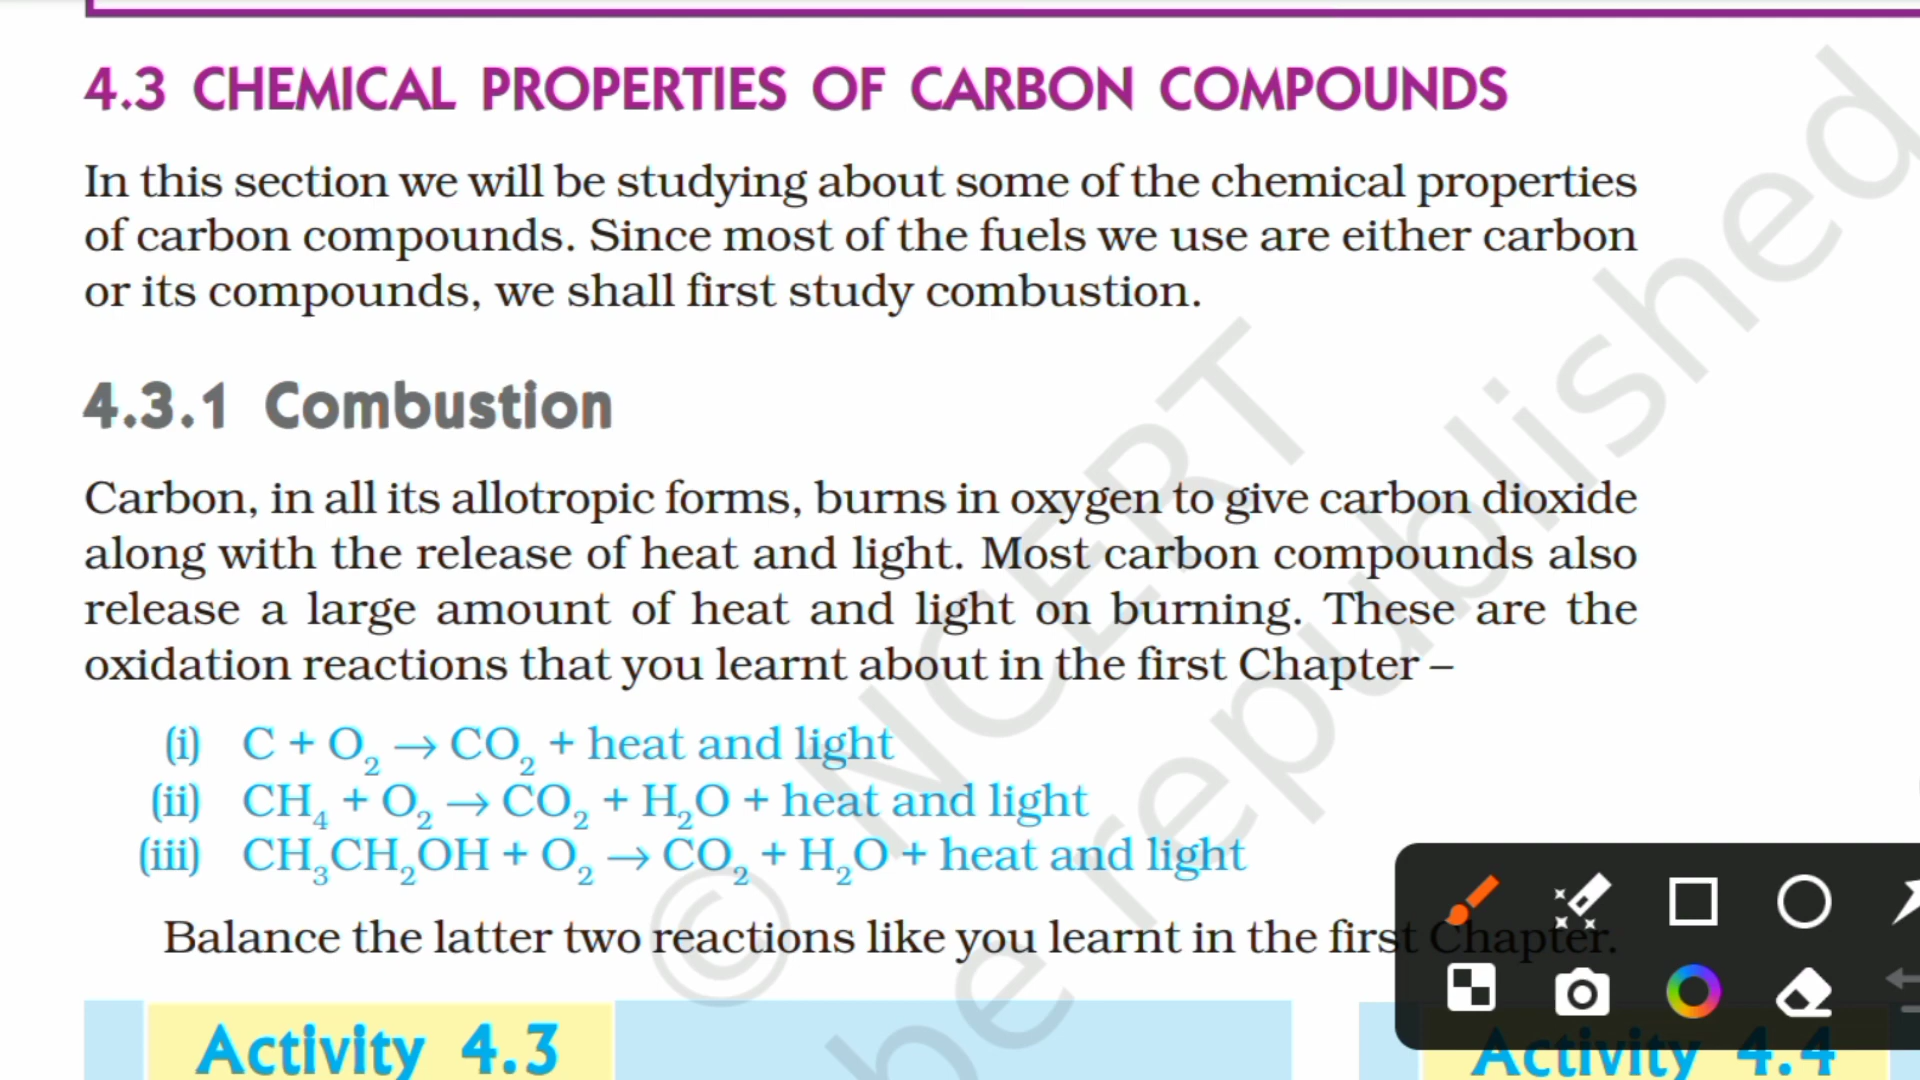 4.3 CHEMICAL PROPERTIES OF CARBON COMPOUNDS
In this section we will be studying about some of the chemical properties
of carbon compounds. Since most of the fuels we use are either carbon
or its compounds, we shall first study combustion.
4.3.1 Combustion
Carbon, in all its allotropic forms, burns in oxygen to give carbon dioxide
along with the release of heat and light. Most carbon compounds also
release a large amount of heat and light on burning. These are the
oxidation reactions that you learnt about in the first Chapter –
(i) C + O₂ → CO₂ + heat and light
(ii) CH₄ + O₂ → CO₂ + H₂O + heat and light
(iii) CH₃CH₂OH + O₂ → CO₂ + H₂O + heat and light
Balance the latter two reactions like you learnt in the first Chapter.
Activity 4.3
Activity 4.4
© NCERT
be republished